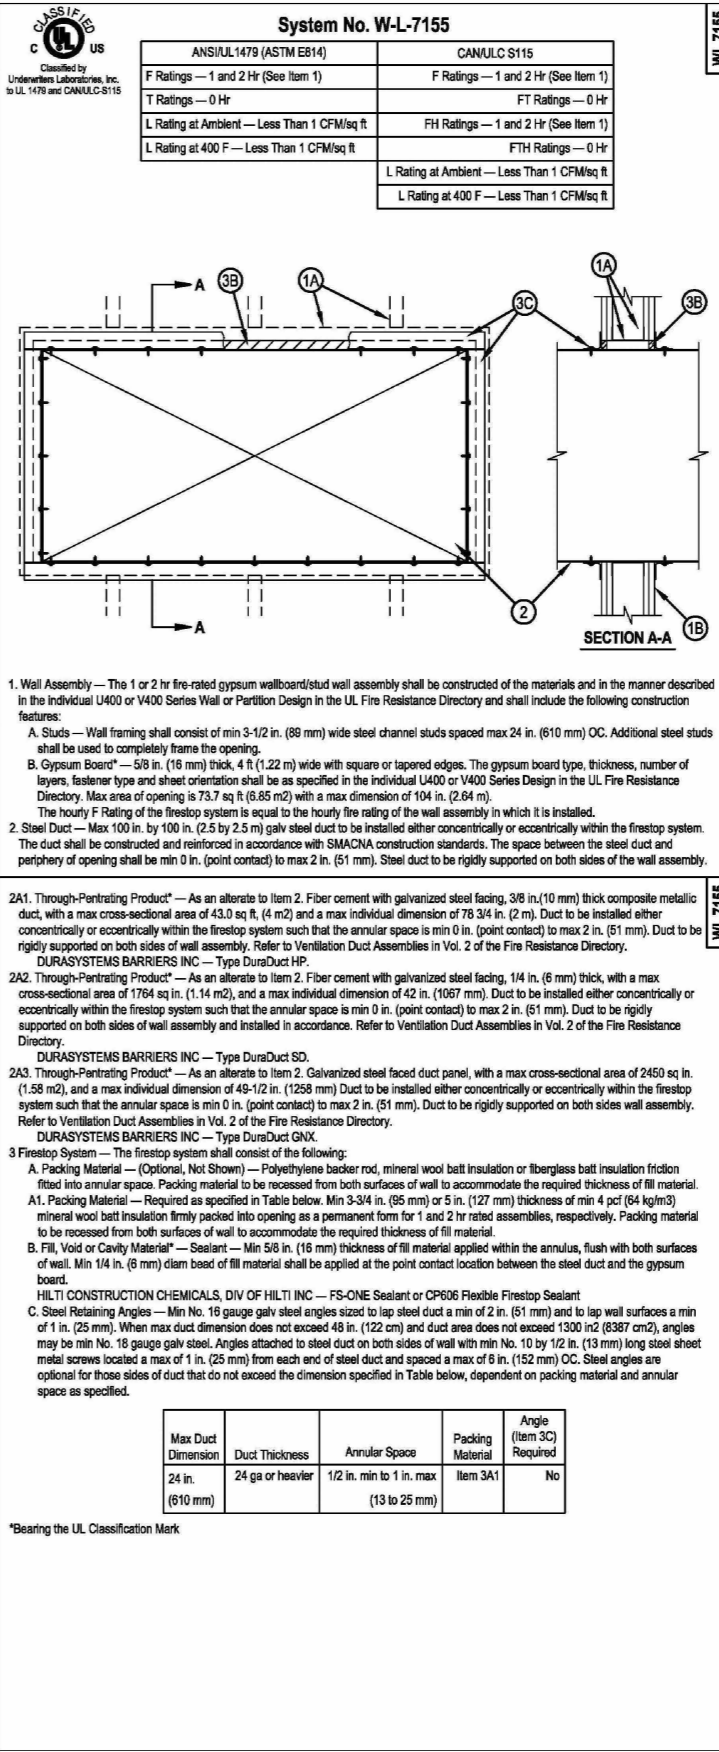 CLASSIFIED
C UL US
Classified by
Underwriters Laboratories, Inc.
to UL 1479 and CAN/ULC-S115
System No. W-L-7155
WL 7155
ANSI/UL1479 (ASTM E814) CAN/ULC S115
F Ratings — 1 and 2 Hr (See Item 1) F Ratings — 1 and 2 Hr (See Item 1)
T Ratings — 0 Hr FT Ratings — 0 Hr
L Rating at Ambient — Less Than 1 CFM/sq ft FH Ratings — 1 and 2 Hr (See Item 1)
L Rating at 400 F — Less Than 1 CFM/sq ft FTH Ratings — 0 Hr
L Rating at Ambient — Less Than 1 CFM/sq ft
L Rating at 400 F — Less Than 1 CFM/sq ft
A 3B 1A 3C 1A 3B
2
A
SECTION A-A 1B
1. Wall Assembly — The 1 or 2 hr fire-rated gypsum wallboard/stud wall assembly shall be constructed of the materials and in the manner described
in the individual U400 or V400 Series Wall or Partition Design in the UL Fire Resistance Directory and shall include the following construction
features:
A. Studs — Wall framing shall consist of min 3-1/2 in. (89 mm) wide steel channel studs spaced max 24 in. (610 mm) OC. Additional steel studs
shall be used to completely frame the opening.
B. Gypsum Board* — 5/8 in. (16 mm) thick, 4 ft (1.22 m) wide with square or tapered edges. The gypsum board type, thickness, number of
layers, fastener type and sheet orientation shall be as specified in the individual U400 or V400 Series Design in the UL Fire Resistance
Directory. Max area of opening is 73.7 sq ft (6.85 m2) with a max dimension of 104 in. (2.64 m).
The hourly F Rating of the firestop system is equal to the hourly fire rating of the wall assembly in which it is installed.
2. Steel Duct — Max 100 in. by 100 in. (2.5 by 2.5 m) galv steel duct to be installed either concentrically or eccentrically within the firestop system.
The duct shall be constructed and reinforced in accordance with SMACNA construction standards. The space between the steel duct and
periphery of opening shall be min 0 in. (point contact) to max 2 in. (51 mm). Steel duct to be rigidly supported on both sides of the wall assembly.
WL 7155
2A1. Through-Pentrating Product* — As an alterate to Item 2. Fiber cement with galvanized steel facing, 3/8 in.(10 mm) thick composite metallic
duct, with a max cross-sectional area of 43.0 sq ft, (4 m2) and a max individual dimension of 78 3/4 in. (2 m). Duct to be installed either
concentrically or eccentrically within the firestop system such that the annular space is min 0 in. (point contact) to max 2 in. (51 mm). Duct to be
rigidly supported on both sides of wall assembly. Refer to Ventilation Duct Assemblies in Vol. 2 of the Fire Resistance Directory.
DURASYSTEMS BARRIERS INC — Type DuraDuct HP.
2A2. Through-Pentrating Product* — As an alterate to Item 2. Fiber cement with galvanized steel facing, 1/4 in. (6 mm) thick, with a max
cross-sectional area of 1764 sq in. (1.14 m2), and a max individual dimension of 42 in. (1067 mm). Duct to be installed either concentrically or
eccentrically within the firestop system such that the annular space is min 0 in. (point contact) to max 2 in. (51 mm). Duct to be rigidly
supported on both sides of wall assembly and installed in accordance. Refer to Ventilation Duct Assemblies in Vol. 2 of the Fire Resistance
Directory.
DURASYSTEMS BARRIERS INC — Type DuraDuct SD.
2A3. Through-Pentrating Product* — As an alterate to Item 2. Galvanized steel faced duct panel, with a max cross-sectional area of 2450 sq in.
(1.58 m2), and a max individual dimension of 49-1/2 in. (1258 mm) Duct to be installed either concentrically or eccentrically within the firestop
system such that the annular space is min 0 in. (point contact) to max 2 in. (51 mm). Duct to be rigidly supported on both sides wall assembly.
Refer to Ventilation Duct Assemblies in Vol. 2 of the Fire Resistance Directory.
DURASYSTEMS BARRIERS INC — Type DuraDuct GNX.
3 Firestop System — The firestop system shall consist of the following:
A. Packing Material — (Optional, Not Shown) — Polyethylene backer rod, mineral wool batt insulation or fiberglass batt insulation friction
fitted into annular space. Packing material to be recessed from both surfaces of wall to accommodate the required thickness of fill material.
A1. Packing Material — Required as specified in Table below. Min 3-3/4 in. (95 mm) or 5 in. (127 mm) thickness of min 4 pcf (64 kg/m3)
mineral wool batt insulation firmly packed into opening as a permanent form for 1 and 2 hr rated assemblies, respectively. Packing material
to be recessed from both surfaces of wall to accommodate the required thickness of fill material.
B. Fill, Void or Cavity Material* — Sealant — Min 5/8 in. (16 mm) thickness of fill material applied within the annulus, flush with both surfaces
of wall. Min 1/4 in. (6 mm) diam bead of fill material shall be applied at the point contact location between the steel duct and the gypsum
board.
HILTI CONSTRUCTION CHEMICALS, DIV OF HILTI INC — FS-ONE Sealant or CP606 Flexible Firestop Sealant
C. Steel Retaining Angles — Min No. 16 gauge galv steel angles sized to lap steel duct a min of 2 in. (51 mm) and to lap wall surfaces a min
of 1 in. (25 mm). When max duct dimension does not exceed 48 in. (122 cm) and duct area does not exceed 1300 in2 (8387 cm2), angles
may be min No. 18 gauge galv steel. Angles attached to steel duct on both sides of wall with min No. 10 by 1/2 in. (13 mm) long steel sheet
metal screws located a max of 1 in. (25 mm) from each end of steel duct and spaced a max of 6 in. (152 mm) OC. Steel angles are
optional for those sides of duct that do not exceed the dimension specified in Table below, dependent on packing material and annular
space as specified.
Max Duct Dimension Duct Thickness Annular Space Packing Material Angle (Item 3C) Required
24 in. 24 ga or heavier 1/2 in. min to 1 in. max Item 3A1 No
(610 mm) (13 to 25 mm)
*Bearing the UL Classification Mark